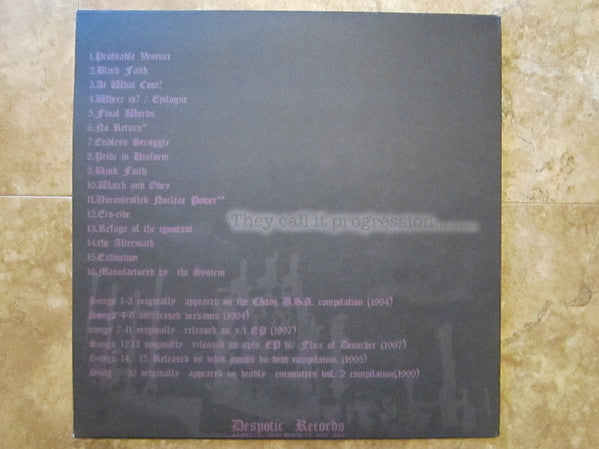 1.Profitable Venture
2.Blind Faith
3.At What Cost?
4.Where is? / Epilogue
5.Final Words
6.No Return*
7.Endless Struggle
8.Pride in Uniform
9.Blind Faith
10.Watch and Obey
11.Uncontrolled Nuclear Power**
12.Eco-cide
They call it progression........
13.Refuge of the ignorant
14.the Aftermath
15.Extinction
16.Manufactured by the System
Songs 1-3 originally appeared on the Chaos U.S.A. compilation (1994)
Songs 4-6 unreleased versions (1994)
songs 7-11 originally released as s/t EP (1997)
Songs 12,13 originally released as split EP w/ Flux of Disorder (1997)
Songs 14, 15 Released on what punks do best compilation (1995)
Song 16 originally appeared on deadly encounters vol. 2 compilation(1999)
Despotic Records